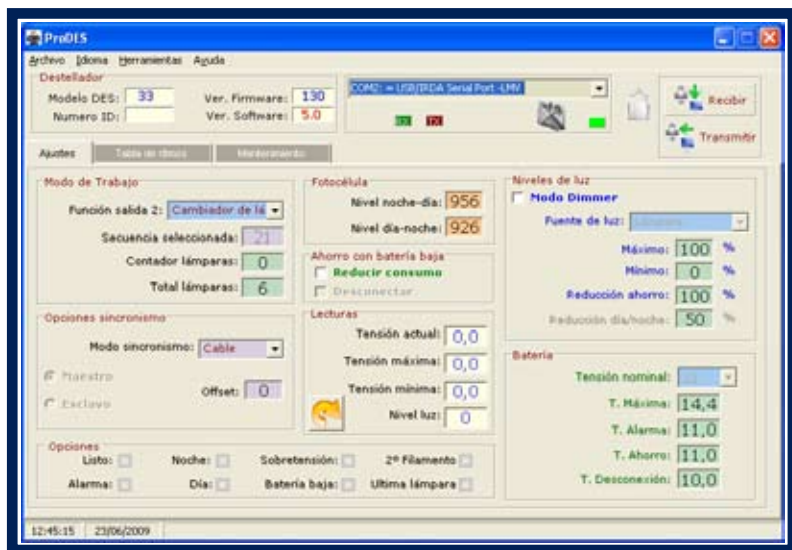 ProDES
Archivo Idioma Herramientas Ayuda
Destellador
Modelo DES: 33
Ver. Firmware: 130
Numero ID:
Ver. Software: 5.0
COM2: = USB/IRDA Serial Port -LMV
RX TX
Recibir
Transmitir
Ajustes
Tabla de ritmos
Mantenimiento
Modo de Trabajo
Función salida 2: Cambiador de lá
Secuencia seleccionada: 21
Contador lámparas: 0
Total lámparas: 6
Opciones sincronismo
Modo sincronismo: Cable
Maestro
Esclavo
Offset: 0
Fotocélula
Nivel noche-día: 956
Nivel día-noche: 926
Ahorro con batería baja
Reducir consumo
Desconectar
Lecturas
Tensión actual: 0,0
Tensión máxima: 0,0
Tensión mínima: 0,0
Nivel luz: 0
Niveles de luz
Modo Dimmer
Fuente de luz:
Máximo: 100 %
Mínimo: 0 %
Reducción ahorro: 100 %
Reducción día/noche: 50 %
Batería
Tensión nominal:
T. Máxima: 14,4
T. Alarma: 11,0
T. Ahorro: 11,0
T. Desconexión: 10,0
Opciones
Listo:
Noche:
Sobretensión:
2º Filamento
Alarma:
Día:
Batería baja:
Ultima lámpara
12:45:15 23/06/2009